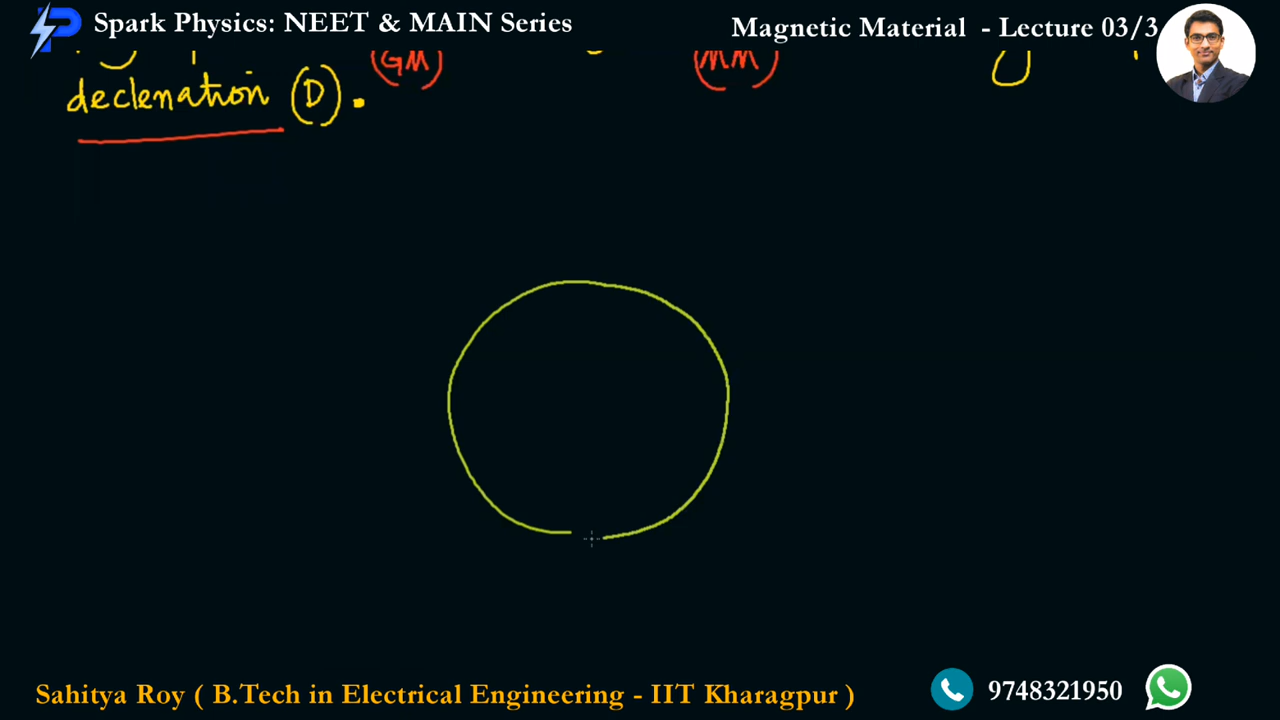 Spark Physics: NEET & MAIN Series
Magnetic Material - Lecture 03/3
(GM) (MM)
declenation (D).
Sahitya Roy ( B.Tech in Electrical Engineering - IIT Kharagpur )
9748321950